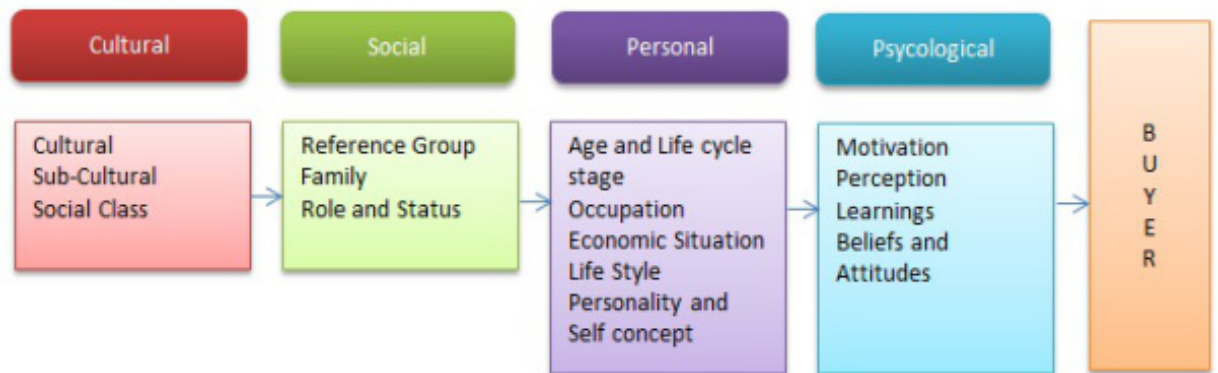 Cultural
Social
Personal
Psycological
Cultural
Sub-Cultural
Social Class
Reference Group
Family
Role and Status
Age and Life cycle
stage
Occupation
Economic Situation
Life Style
Personality and
Self concept
Motivation
Perception
Learnings
Beliefs and
Attitudes
B
U
Y
E
R